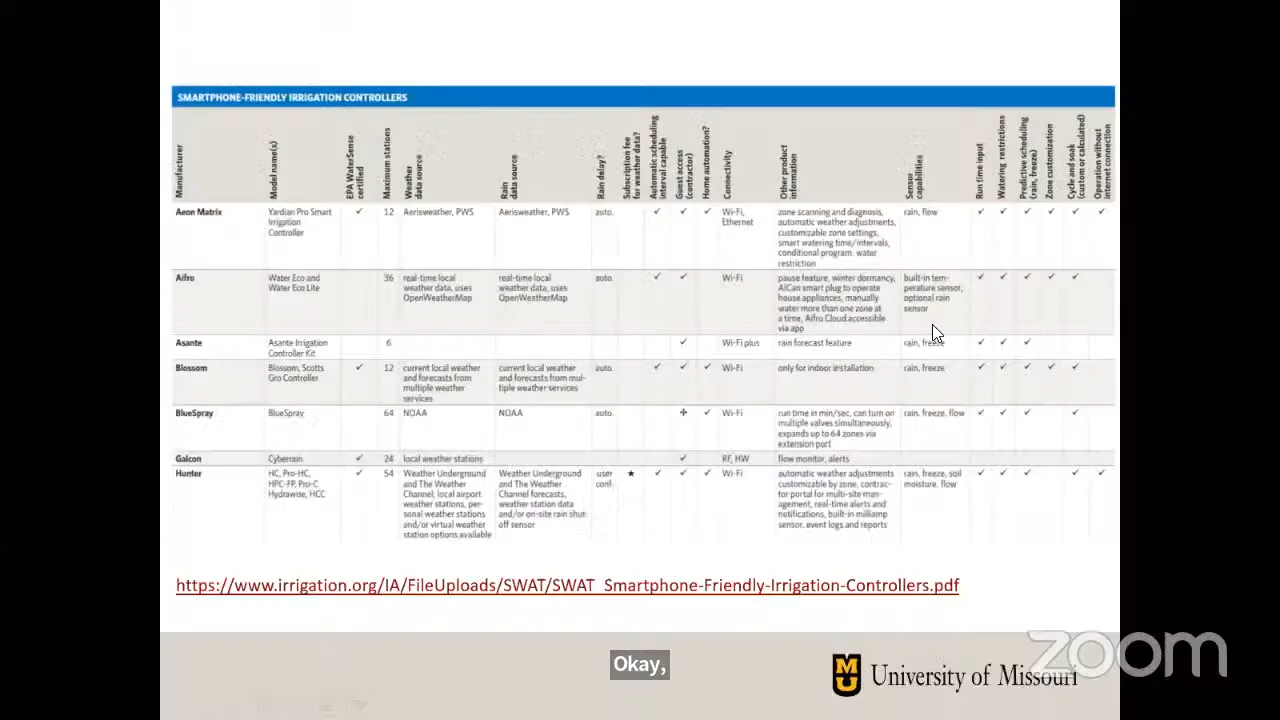 SMARTPHONE-FRIENDLY IRRIGATION CONTROLLERS
Manufacturer
Model name(s)
EPA WaterSense
certified
Maximum stations
Weather
data source
Rain
data source
Rain delay?
Subscription fee
for weather data?
Automatic scheduling
interval capable
Guest access
(contractor)
Home automation?
Connectivity
Other product
information
Sensor
capabilities
Run time input
Watering restrictions
Predictive scheduling
(rain, freeze)
Zone customization
Cycle and soak
(custom or calculated)
Operation without
internet connection
Aeon Matrix
Yardian Pro Smart
Irrigation
Controller
✓
12
Aerisweather, PWS
Aerisweather, PWS
auto.
✓ ✓ ✓
Wi-Fi,
Ethernet
zone scanning and diagnosis,
automatic weather adjustments,
customizable zone settings,
smart watering time/intervals,
conditional program, water
restriction
rain, flow
✓ ✓ ✓ ✓ ✓ ✓
Aifro
Water Eco and
Water Eco Lite
36
real-time local
weather data, uses
OpenWeatherMap
real-time local
weather data, uses
OpenWeatherMap
auto.
✓ ✓
Wi-Fi
pause feature, winter dormancy,
AiCan smart plug to operate
house appliances, manually
water more than one zone at
a time, Aifro Cloud accessible
via app
built-in tem-
perature sensor,
optional rain
sensor
✓ ✓ ✓ ✓ ✓
Asante
Asante Irrigation
Controller Kit
6
✓
Wi-Fi plus
rain forecast feature
rain, freeze
✓ ✓ ✓
Blossom
Blossom, Scotts
Gro Controller
✓
12
current local weather
and forecasts from
multiple weather
services
current local weather
and forecasts from mul-
tiple weather services
auto.
✓ ✓ ✓
Wi-Fi
only for indoor installation
rain, freeze
✓ ✓ ✓ ✓ ✓
BlueSpray
BlueSpray
64
NOAA
NOAA
auto.
✢ ✓
Wi-Fi
run time in min/sec, can turn on
multiple valves simultaneously,
expands up to 64 zones via
extension port
rain, freeze, flow
✓ ✓ ✓ ✓
Galcon
Cyberrain
✓
24
local weather stations
✓
RF, HW
flow monitor, alerts
Hunter
HC, Pro-HC,
HPC-FP, Pro-C
Hydrawise, HCC
✓
54
Weather Underground
and The Weather
Channel; local airport
weather stations, per-
sonal weather stations
and/or virtual weather
station options available
Weather Underground
and The Weather
Channel forecasts,
weather station data
and/or on-site rain shut
off sensor
user
conf.
★ ✓ ✓ ✓
Wi-Fi
automatic weather adjustments
customizable by zone, contrac-
tor portal for multi-site man-
agement, real-time alerts and
notifications, built-in milliamp
sensor, event logs and reports
rain, freeze, soil
moisture, flow
✓ ✓ ✓ ✓ ✓
https://www.irrigation.org/IA/FileUploads/SWAT/SWAT_Smartphone-Friendly-Irrigation-Controllers.pdf
Okay,
University of Missouri
zoom